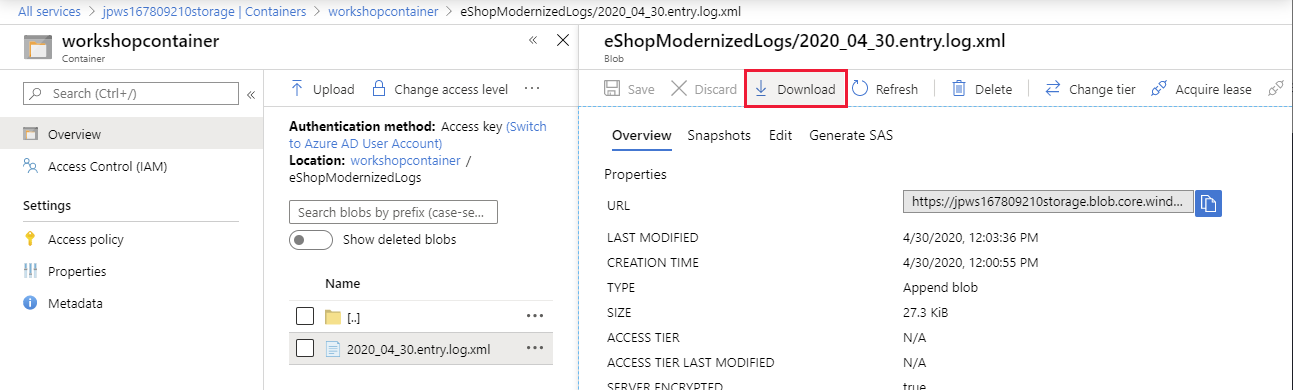 All services > jpws167809210storage | Containers > workshopcontainer > eShopModernizedLogs/2020_04_30.entry.log.xml
workshopcontainer
Container
Search (Ctrl+/)
Overview
Access Control (IAM)
Settings
Access policy
Properties
Metadata
Upload
Change access level
Authentication method: Access key (Switch
to Azure AD User Account)
Location: workshopcontainer /
eShopModernizedLogs
Search blobs by prefix (case-se...
Show deleted blobs
Name
[..]
2020_04_30.entry.log.xml
eShopModernizedLogs/2020_04_30.entry.log.xml
Blob
Save Discard Download Refresh Delete Change tier Acquire lease
Overview Snapshots Edit Generate SAS
Properties
URL https://jpws167809210storage.blob.core.wind...
LAST MODIFIED 4/30/2020, 12:03:36 PM
CREATION TIME 4/30/2020, 12:00:55 PM
TYPE Append blob
SIZE 27.3 KiB
ACCESS TIER N/A
ACCESS TIER LAST MODIFIED N/A
SERVER ENCRYPTED true